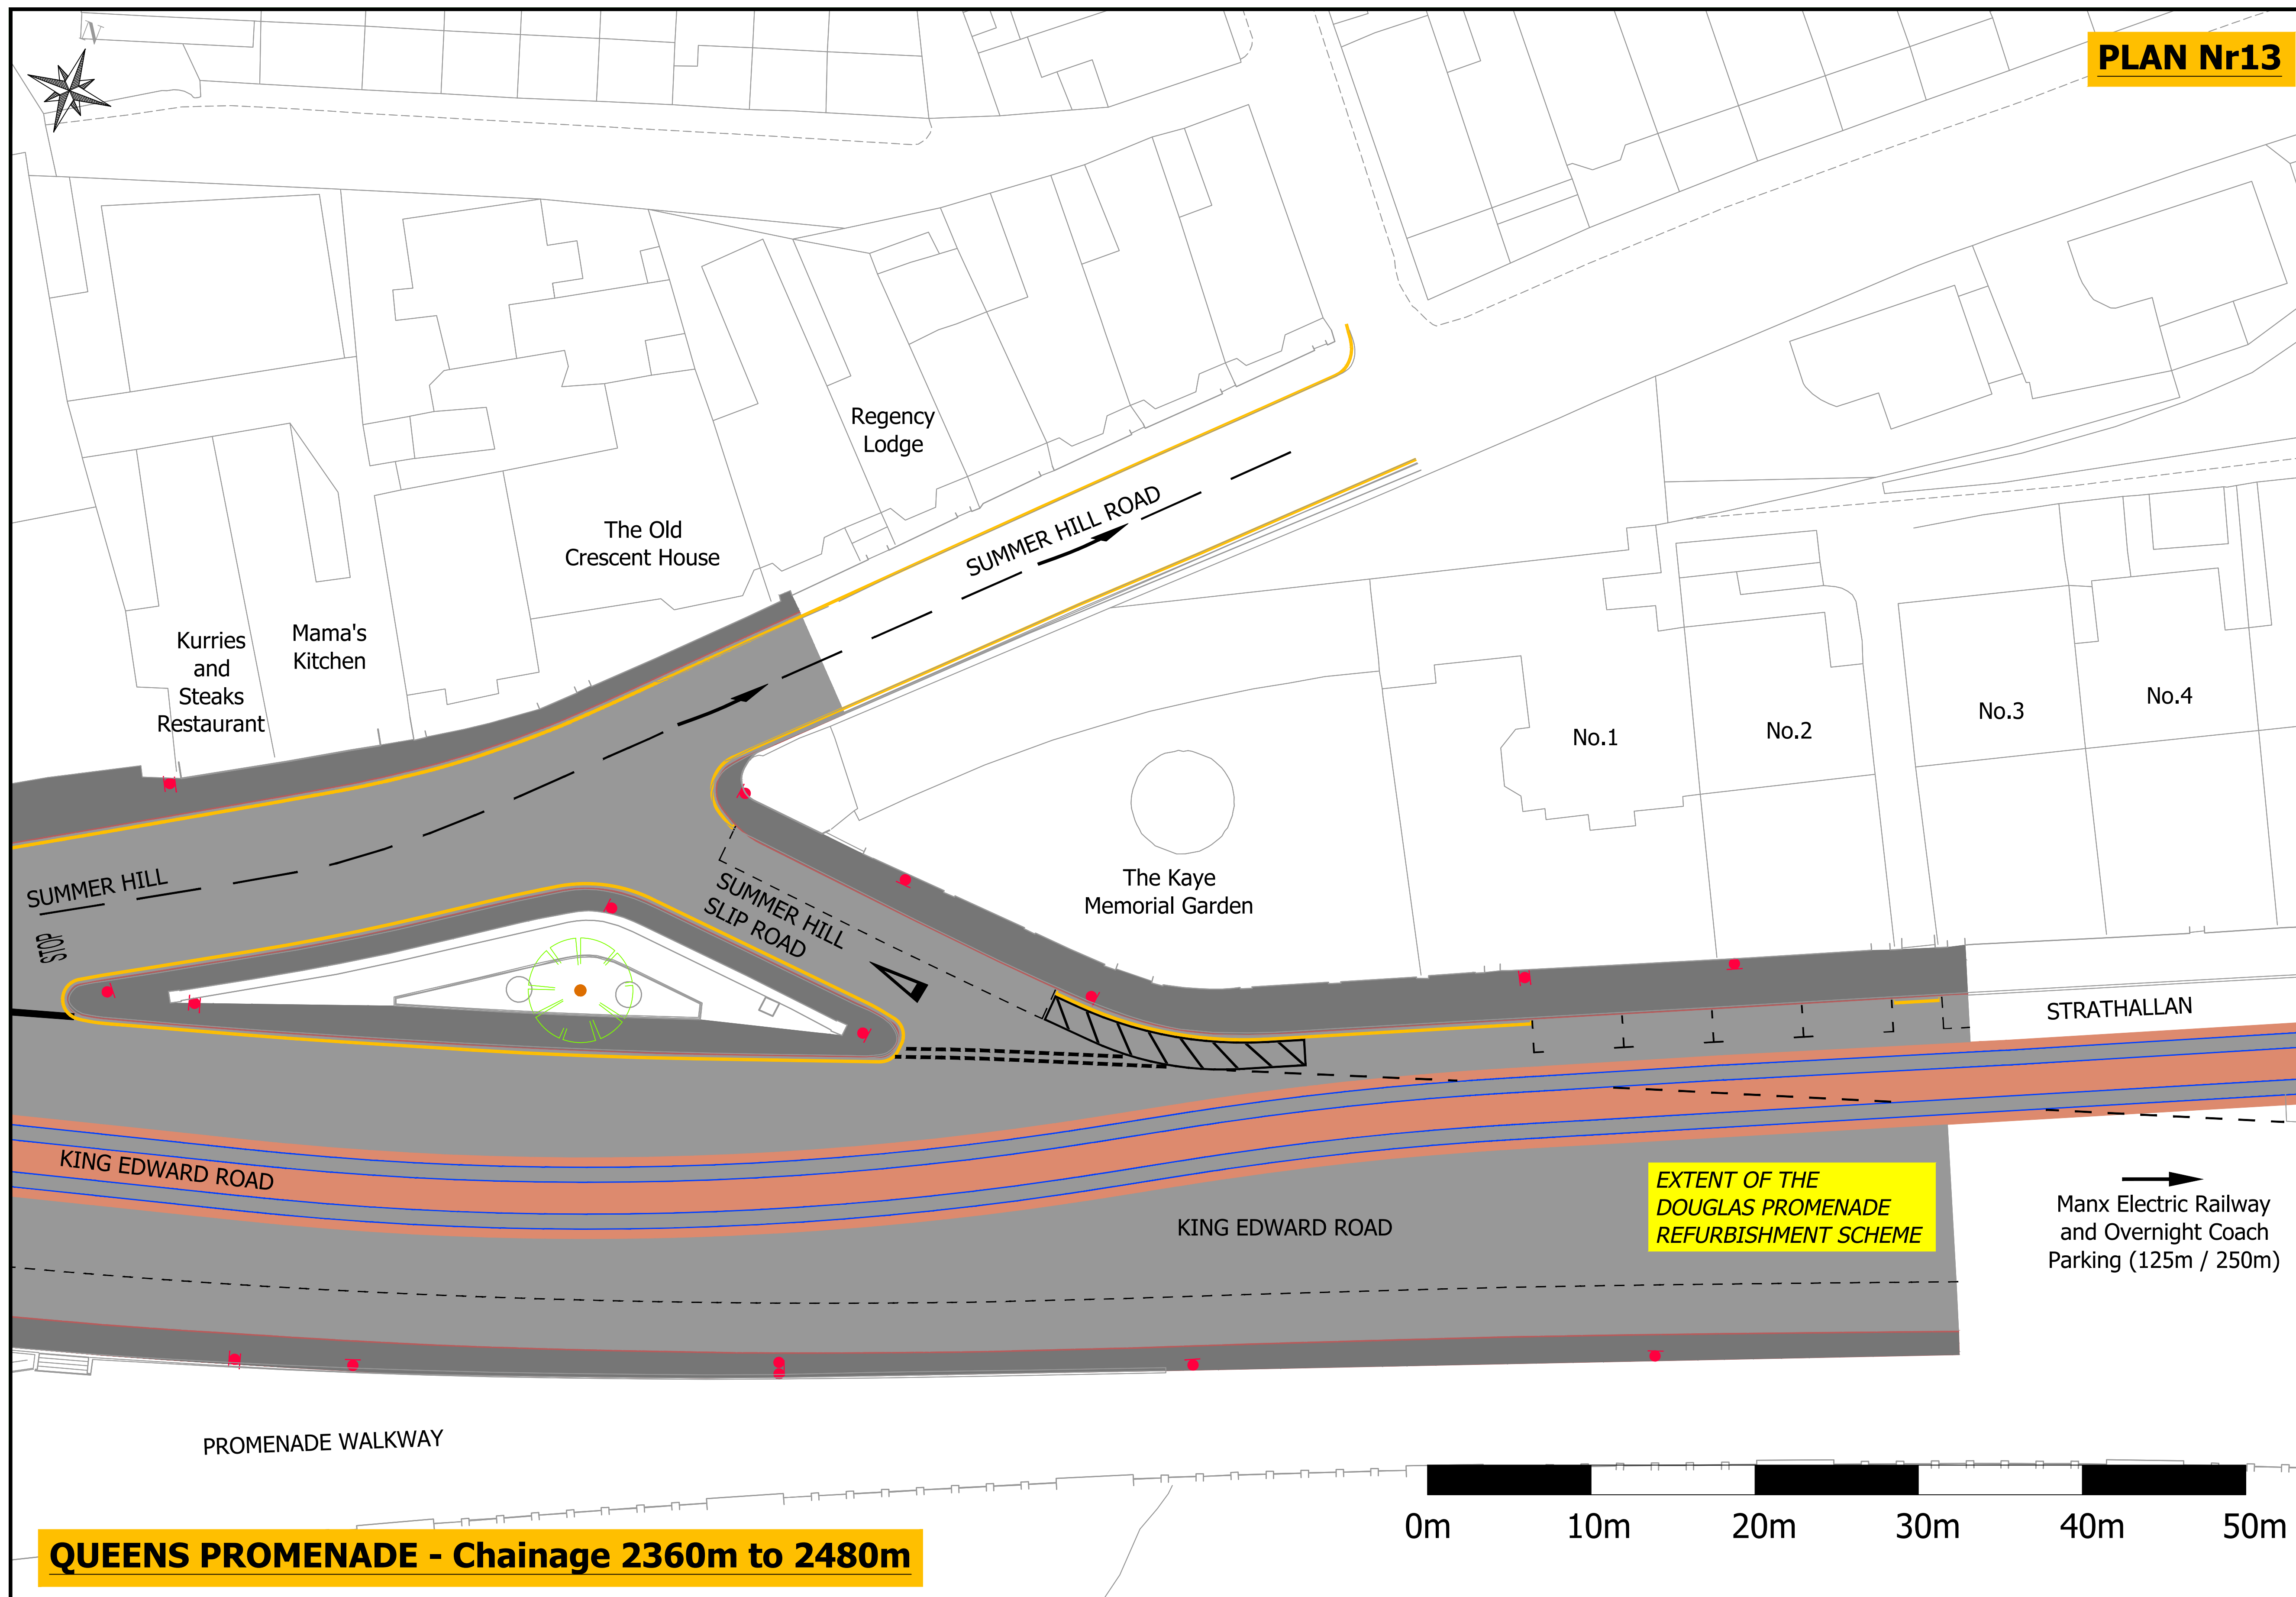 N
PLAN Nr13
Regency
Lodge
The Old
Crescent House
SUMMER HILL ROAD
Kurries
and
Steaks
Restaurant
Mama's
Kitchen
No.1
No.2
No.3
No.4
The Kaye
Memorial Garden
SUMMER HILL
STOP
SUMMER HILL
SLIP ROAD
STRATHALLAN
KING EDWARD ROAD
KING EDWARD ROAD
EXTENT OF THE
DOUGLAS PROMENADE
REFURBISHMENT SCHEME
Manx Electric Railway
and Overnight Coach
Parking (125m / 250m)
PROMENADE WALKWAY
0m 10m 20m 30m 40m 50m
QUEENS PROMENADE - Chainage 2360m to 2480m